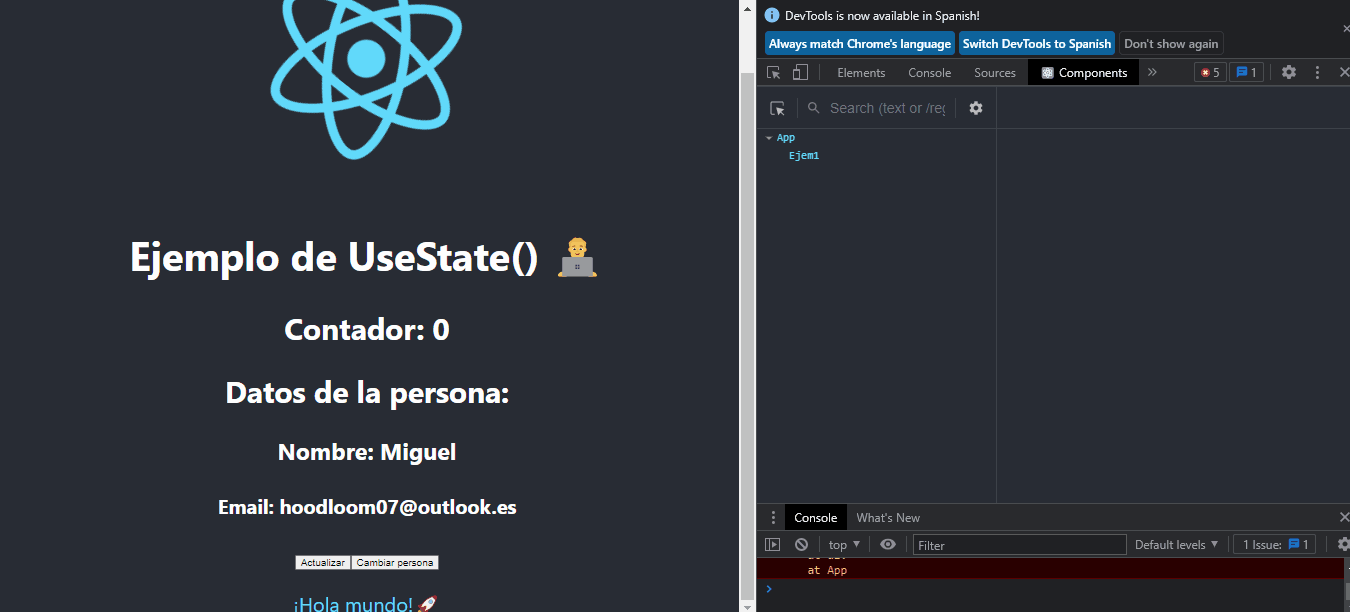 DevTools is now available in Spanish!
Always match Chrome's language Switch DevTools to Spanish Don't show again
Elements Console Sources Components 5 1
Search (text or /reg
App
Ejem1
Ejemplo de UseState()
Contador: 0
Datos de la persona:
Nombre: Miguel
Email: hoodloom07@outlook.es
Actualizar Cambiar persona
¡Hola mundo!
Console What's New
top Filter Default levels 1 Issue: 1
at App